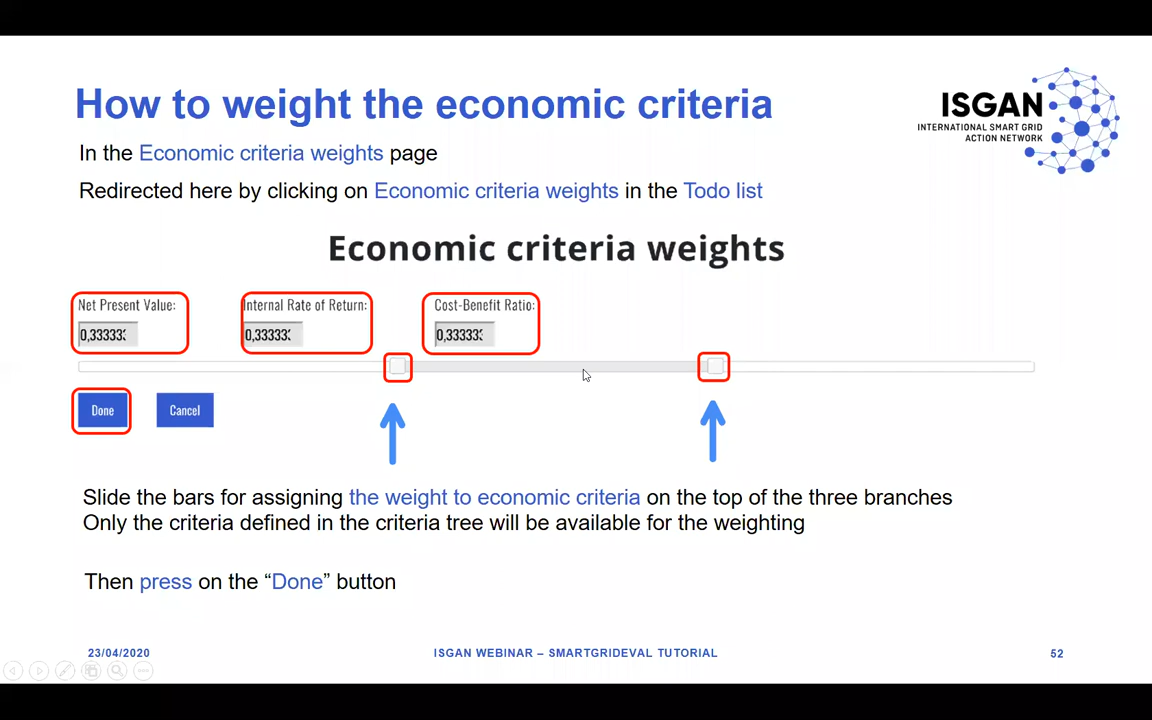 How to weight the economic criteria
ISGAN
INTERNATIONAL SMART GRID
ACTION NETWORK
In the Economic criteria weights page
Redirected here by clicking on Economic criteria weights in the Todo list
Economic criteria weights
Net Present Value: Internal Rate of Return: Cost-Benefit Ratio:
0,33333 0,33333 0,33333
Done Cancel
Slide the bars for assigning the weight to economic criteria on the top of the three branches
Only the criteria defined in the criteria tree will be available for the weighting
Then press on the “Done” button
23/04/2020 ISGAN WEBINAR – SMARTGRIDEVAL TUTORIAL 52